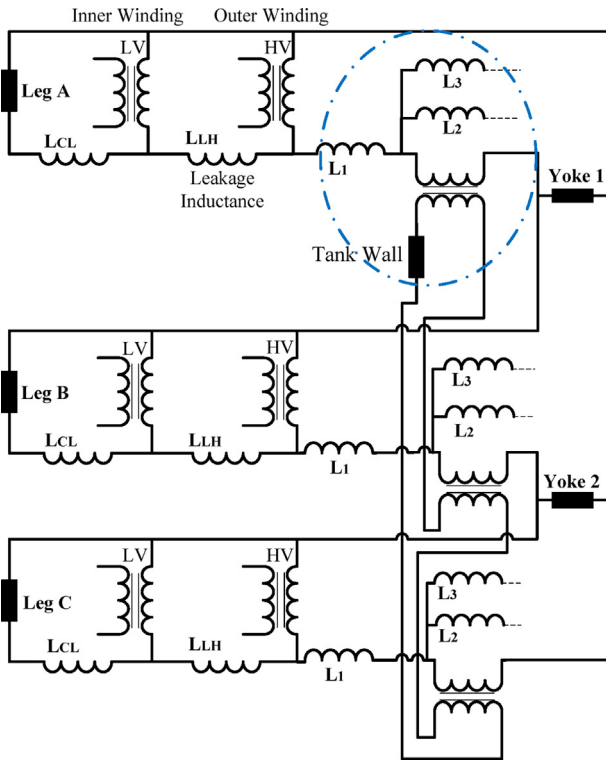 Inner Winding Outer Winding
LV HV
Leg A
L3
L2
LCL LLH
L1
Leakage
Inductance
Yoke 1
Tank Wall
LV HV
L3
Leg B
L2
LCL LLH
L1
Yoke 2
LV HV
L3
Leg C
L2
LCL LLH
L1